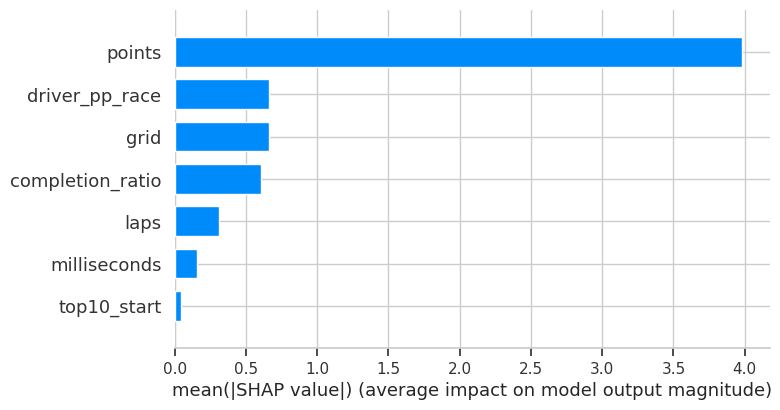 points
driver_pp_race
grid
completion_ratio
laps
milliseconds
top10_start
0.0 0.5 1.0 1.5 2.0 2.5 3.0 3.5 4.0
mean(|SHAP value|) (average impact on model output magnitude)